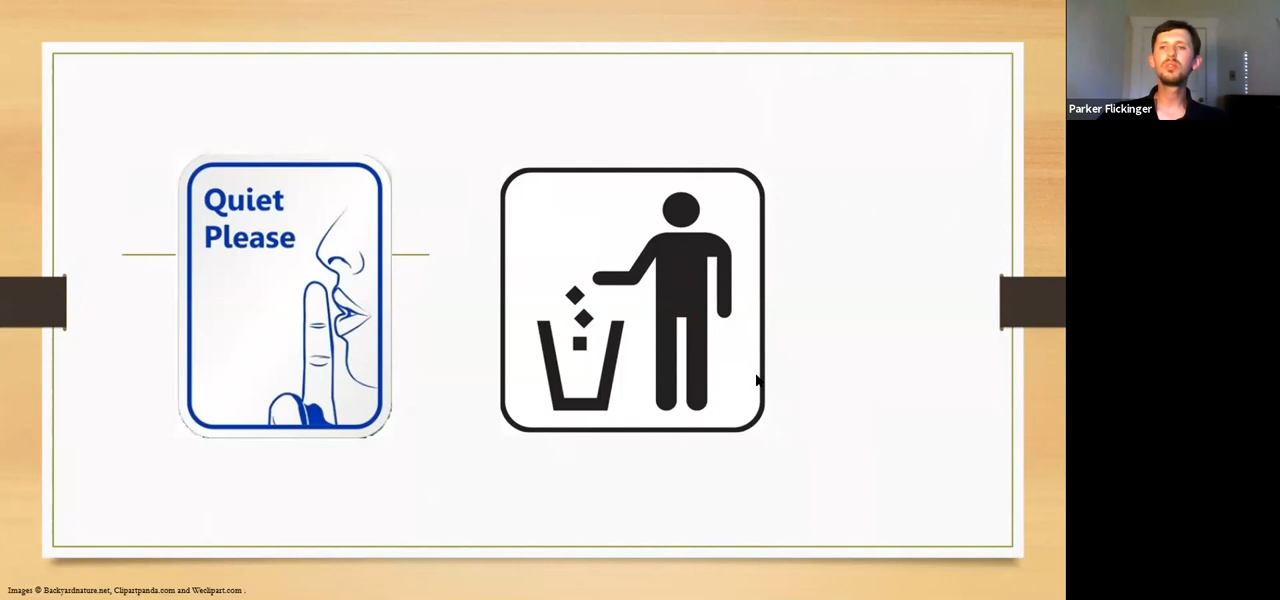 Quiet
Please
Parker Flickinger
Images © Backyardnature.net, Clipartpanda.com and Weclipart.com .